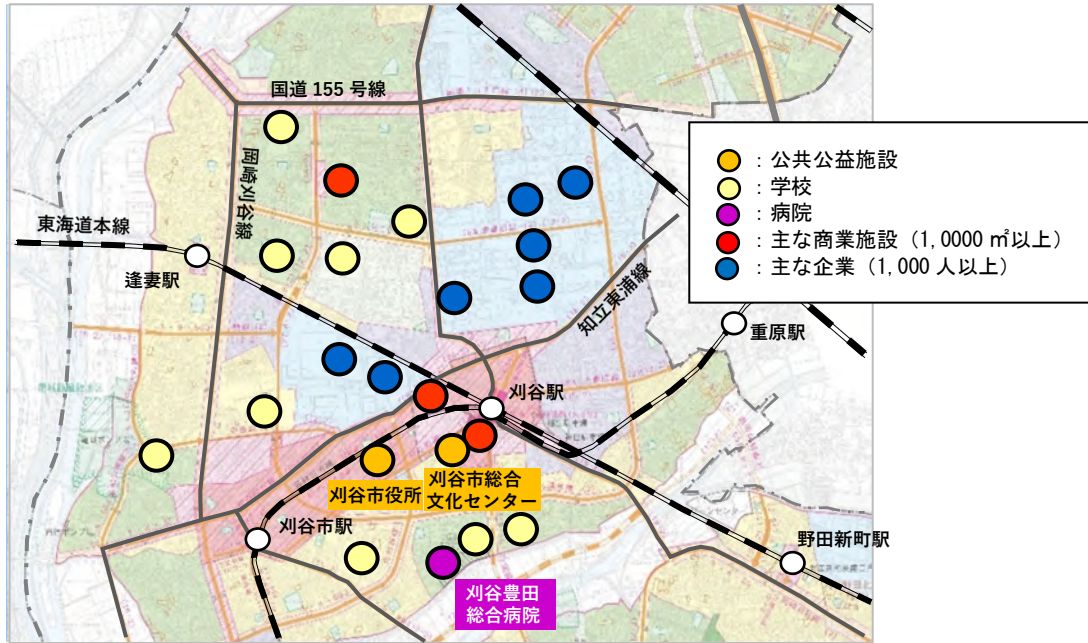 国道 155 号線
岡崎刈谷線
東海道本線
逢妻駅
知立東浦線
：公共公益施設
：学校
：病院
：主な商業施設（1,0000 ㎡以上）
：主な企業（1,000 人以上）
重原駅
刈谷駅
刈谷市役所
刈谷市総合
文化センター
刈谷市駅
野田新町駅
刈谷豊田
総合病院